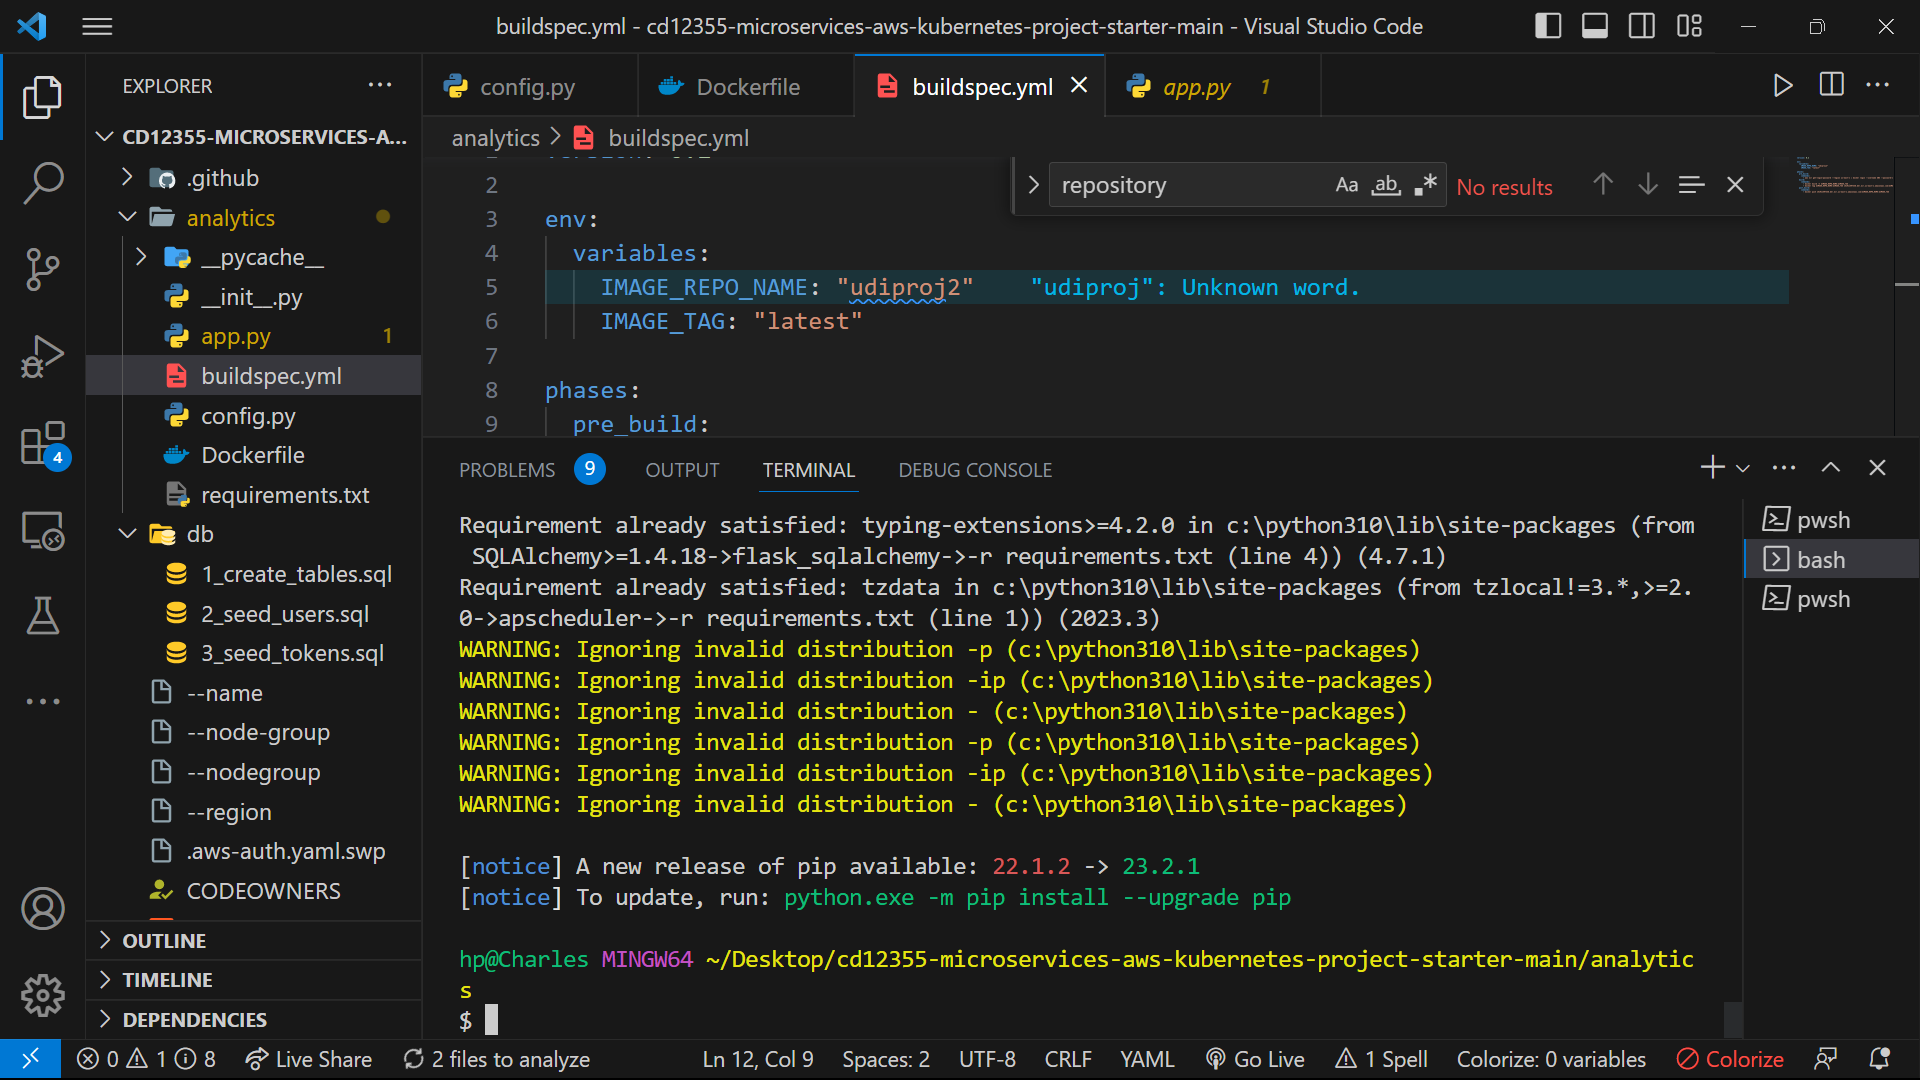 buildspec.yml - cd12355-microservices-aws-kubernetes-project-starter-main - Visual Studio Code
EXPLORER
config.py
Dockerfile
buildspec.yml
app.py 1
CD12355-MICROSERVICES-A...
analytics > buildspec.yml
.github
analytics
__pycache__
__init__.py
app.py 1
buildspec.yml
config.py
Dockerfile
requirements.txt
db
1_create_tables.sql
2_seed_users.sql
3_seed_tokens.sql
--name
--node-group
--nodegroup
--region
.aws-auth.yaml.swp
CODEOWNERS
OUTLINE
TIMELINE
DEPENDENCIES
4
repository Aa ab .* No results
2
3 env:
4 variables:
5 IMAGE_REPO_NAME: "udiproj2" "udiproj": Unknown word.
6 IMAGE_TAG: "latest"
7
8 phases:
9 pre_build:
PROBLEMS 9 OUTPUT TERMINAL DEBUG CONSOLE
Requirement already satisfied: typing-extensions>=4.2.0 in c:\python310\lib\site-packages (from
SQLAlchemy>=1.4.18->flask_sqlalchemy->-r requirements.txt (line 4)) (4.7.1)
Requirement already satisfied: tzdata in c:\python310\lib\site-packages (from tzlocal!=3.*,>=2.
0->apscheduler->-r requirements.txt (line 1)) (2023.3)
WARNING: Ignoring invalid distribution -p (c:\python310\lib\site-packages)
WARNING: Ignoring invalid distribution -ip (c:\python310\lib\site-packages)
WARNING: Ignoring invalid distribution - (c:\python310\lib\site-packages)
WARNING: Ignoring invalid distribution -p (c:\python310\lib\site-packages)
WARNING: Ignoring invalid distribution -ip (c:\python310\lib\site-packages)
WARNING: Ignoring invalid distribution - (c:\python310\lib\site-packages)
[notice] A new release of pip available: 22.1.2 -> 23.2.1
[notice] To update, run: python.exe -m pip install --upgrade pip
hp@Charles MINGW64 ~/Desktop/cd12355-microservices-aws-kubernetes-project-starter-main/analytic
s
$
pwsh
bash
pwsh
0 1 8 Live Share 2 files to analyze Ln 12, Col 9 Spaces: 2 UTF-8 CRLF YAML Go Live 1 Spell Colorize: 0 variables Colorize